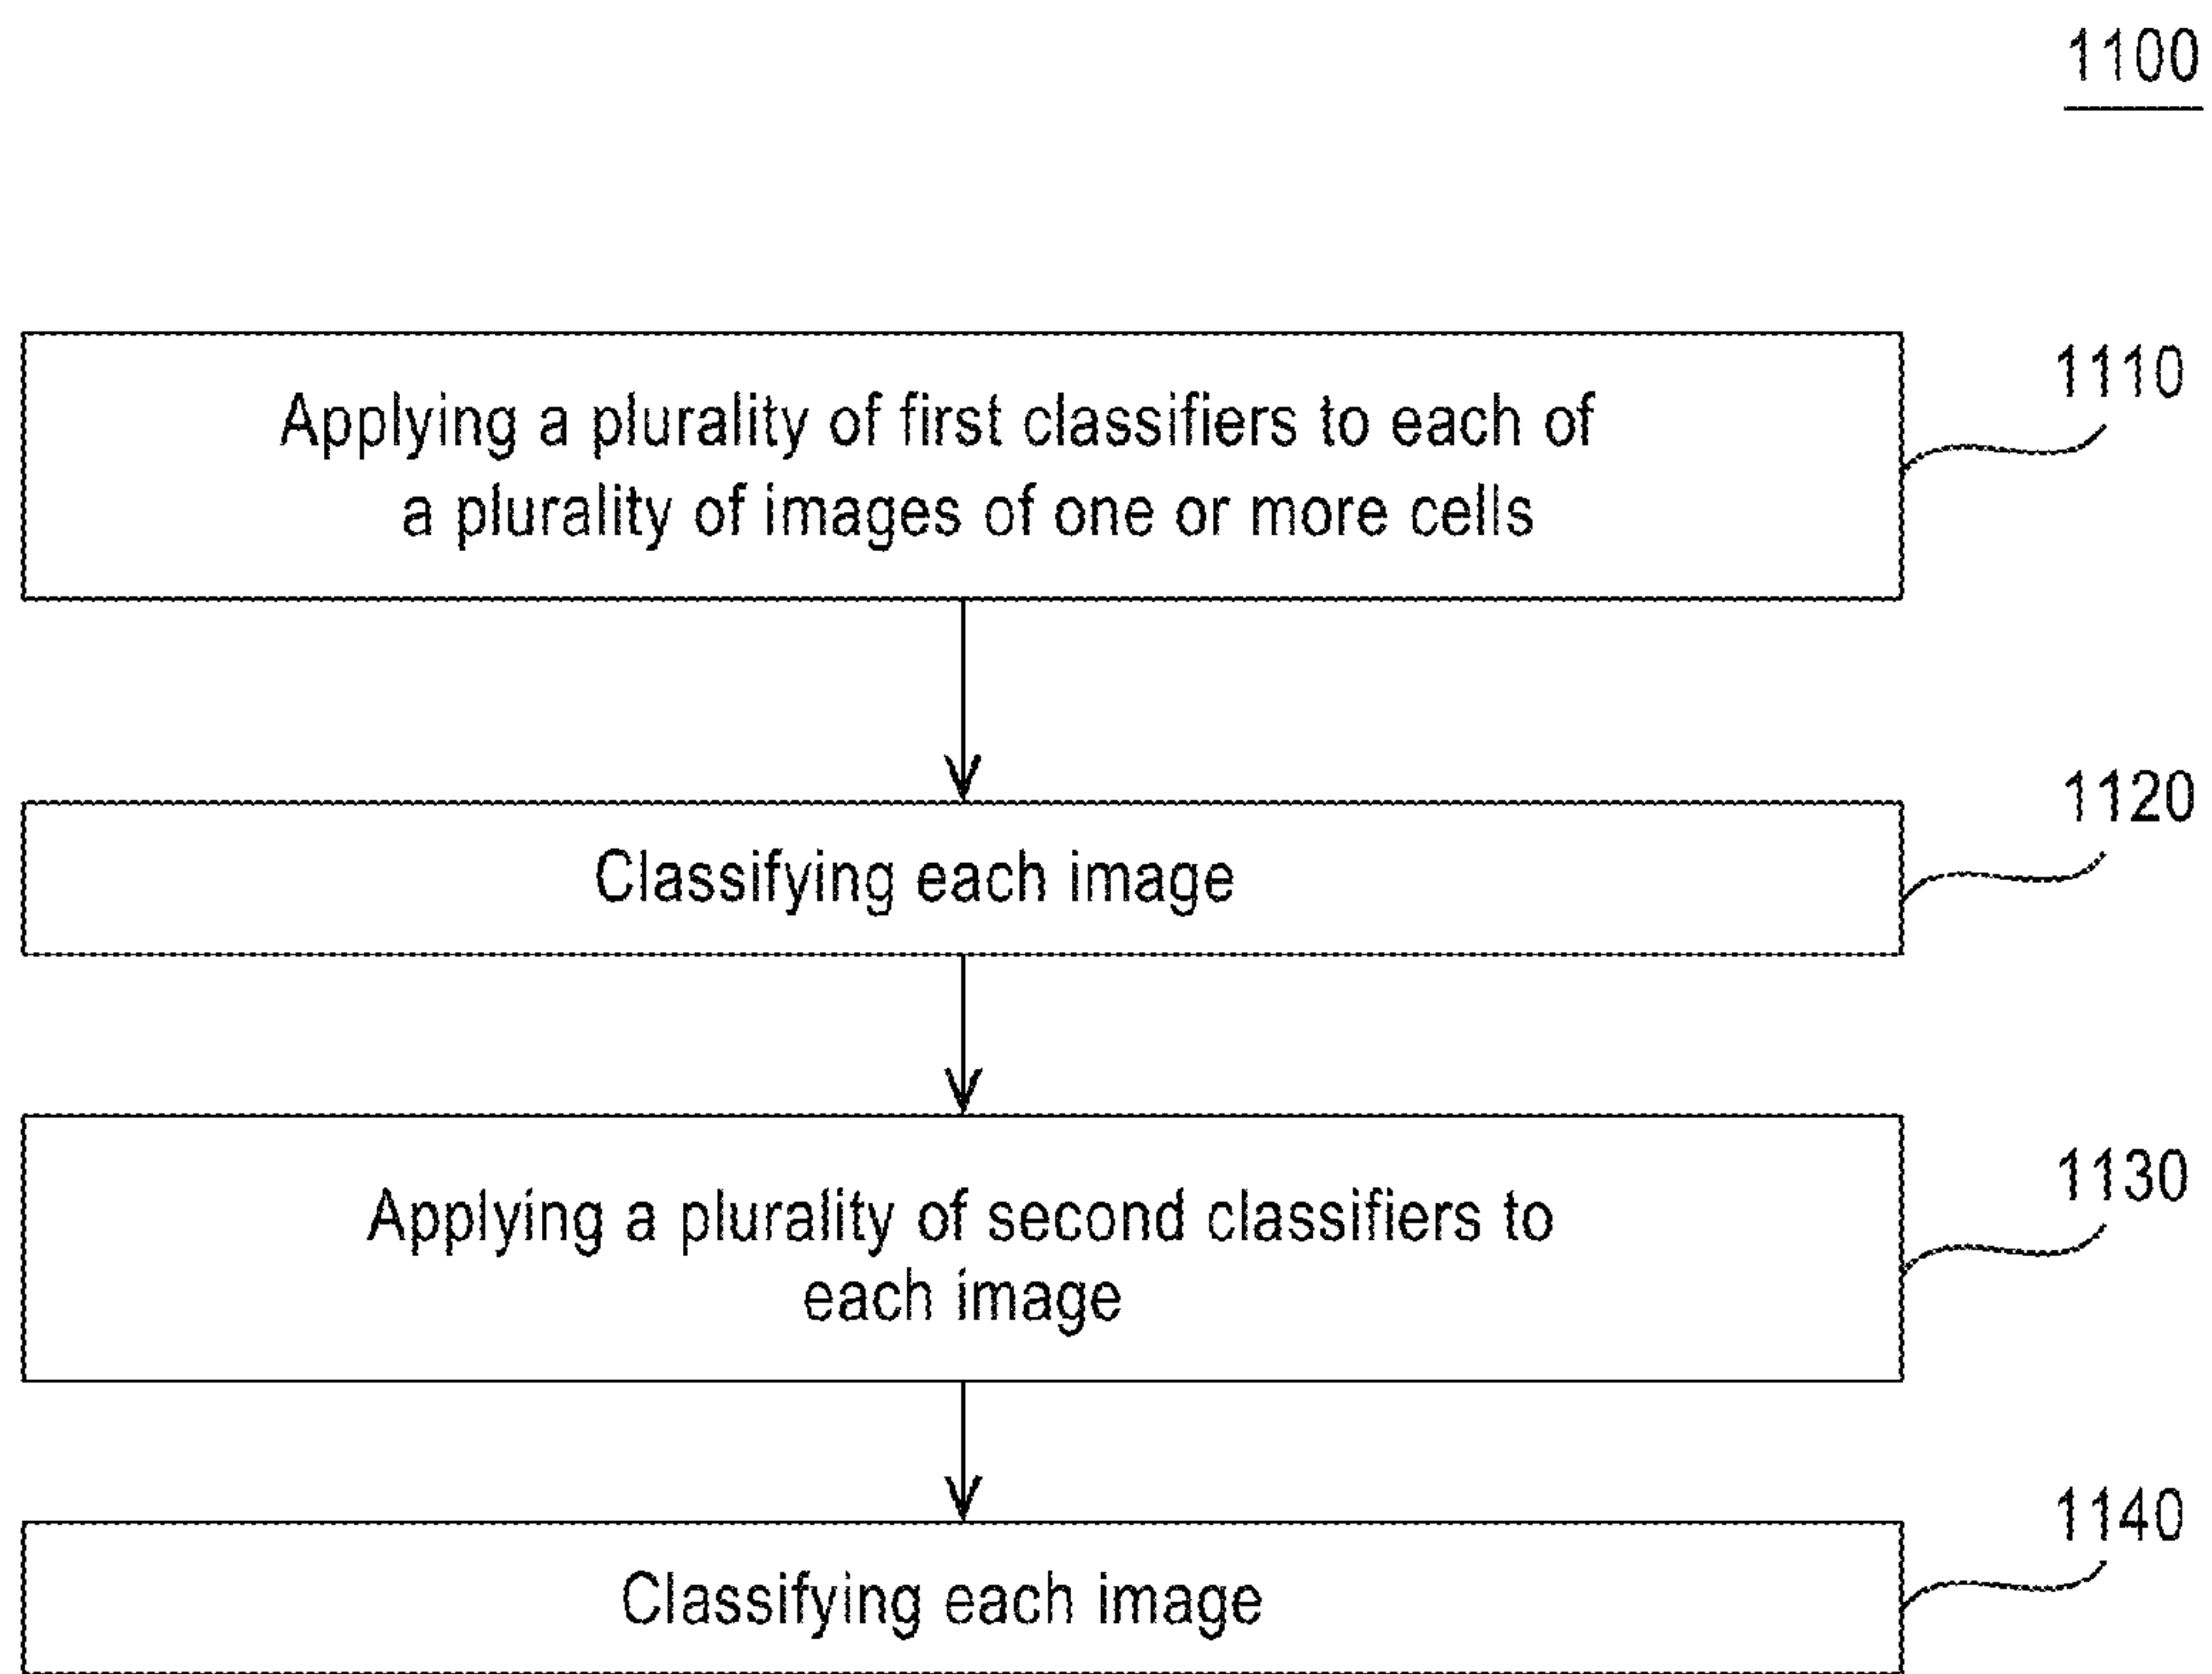 1100
Applying a plurality of first classifiers to each of
a plurality of images of one or more cells
1110
Classifying each image
1120
Applying a plurality of second classifiers to
each image
1130
Classifying each image
1140